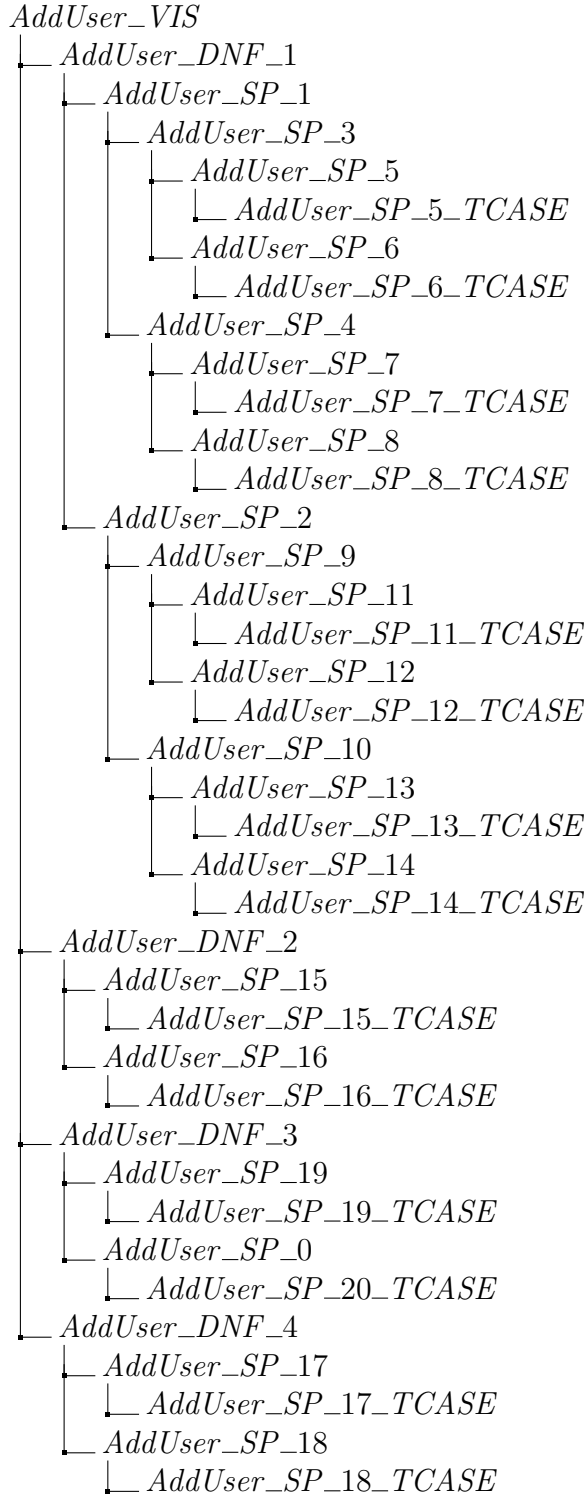 AddUser_VIS
AddUser_DNF_1
AddUser_SP_1
AddUser_SP_3
AddUser_SP_5
AddUser_SP_5_TCASE
AddUser_SP_6
AddUser_SP_6_TCASE
AddUser_SP_4
AddUser_SP_7
AddUser_SP_7_TCASE
AddUser_SP_8
AddUser_SP_8_TCASE
AddUser_SP_2
AddUser_SP_9
AddUser_SP_11
AddUser_SP_11_TCASE
AddUser_SP_12
AddUser_SP_12_TCASE
AddUser_SP_10
AddUser_SP_13
AddUser_SP_13_TCASE
AddUser_SP_14
AddUser_SP_14_TCASE
AddUser_DNF_2
AddUser_SP_15
AddUser_SP_15_TCASE
AddUser_SP_16
AddUser_SP_16_TCASE
AddUser_DNF_3
AddUser_SP_19
AddUser_SP_19_TCASE
AddUser_SP_0
AddUser_SP_20_TCASE
AddUser_DNF_4
AddUser_SP_17
AddUser_SP_17_TCASE
AddUser_SP_18
AddUser_SP_18_TCASE